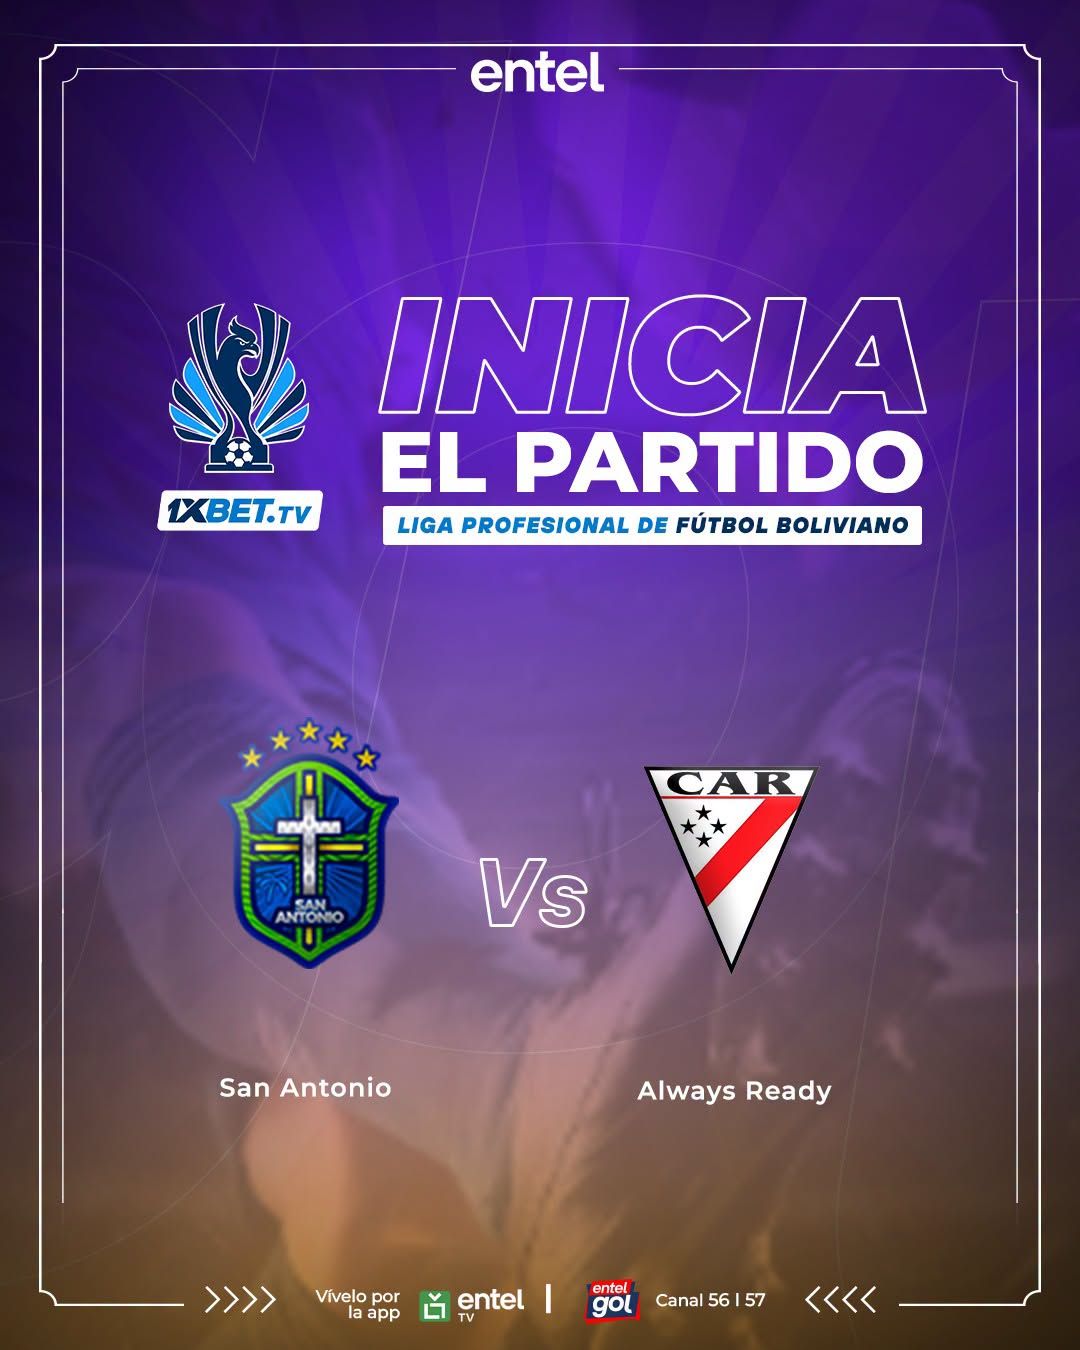 entel
INICIA
EL PARTIDO
1XBET.TV
LIGA PROFESIONAL DE FÚTBOL BOLIVIANO
SAN
ANTONIO
CAR
Vs
San Antonio
Always Ready
Vívelo por
la app
entel
TV
entel
gol
Canal 56 I 57